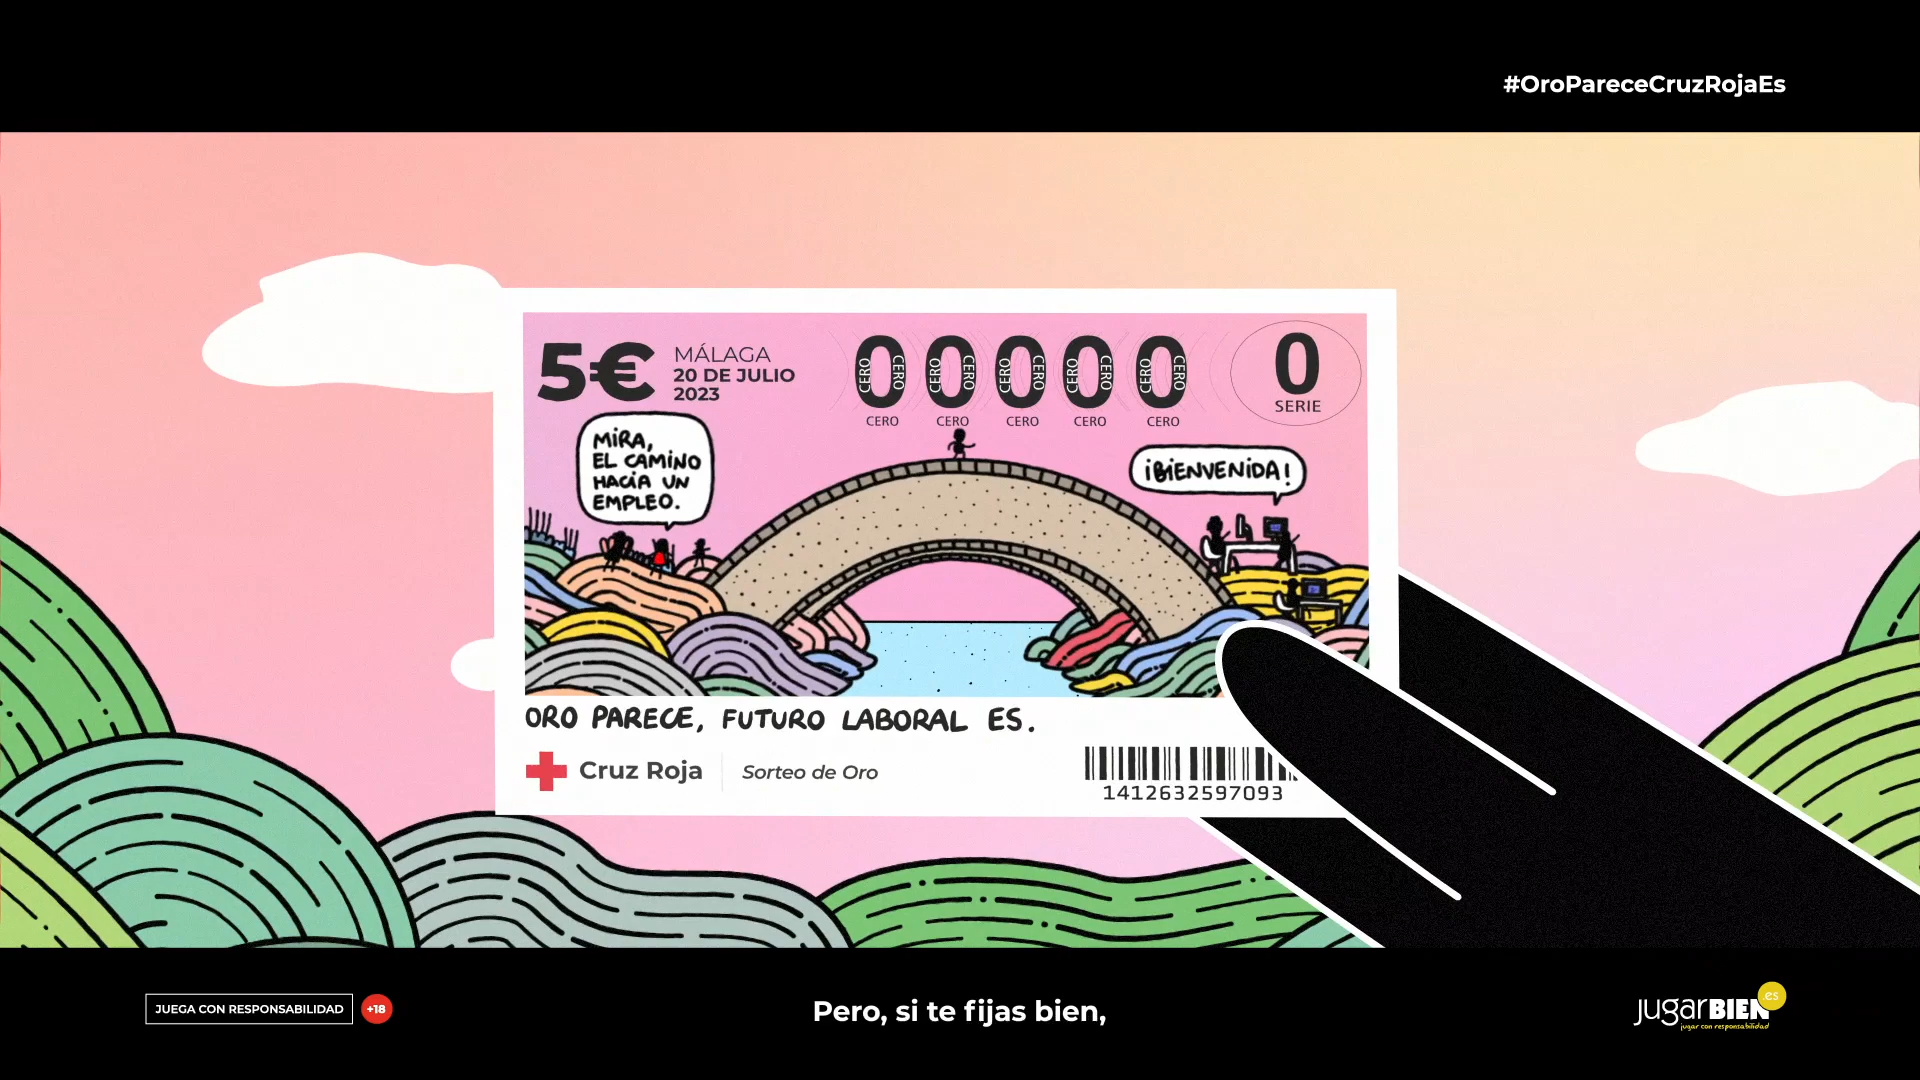 #OroPareceCruzRojaEs
5€
MÁLAGA
20 DE JULIO
2023
00000
CERO CERO CERO CERO CERO CERO CERO CERO CERO CERO
CERO CERO CERO CERO CERO
0
SERIE
MIRA,
EL CAMINO
HACIA UN
EMPLEO.
¡BIENVENIDA!
ORO PARECE, FUTURO LABORAL ES.
Cruz Roja
Sorteo de Oro
1412632597093
JUEGA CON RESPONSABILIDAD
+18
Pero, si te fijas bien,
jugarBIEN.es
jugar con responsabilidad